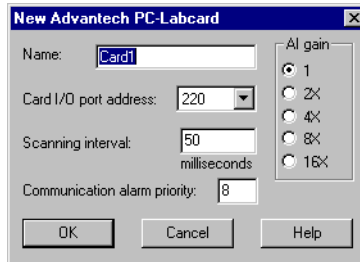 New Advantech PC-Labcard
Name: Card1
AI gain
1
2X
4X
8X
16X
Card I/O port address: 220
Scanning interval: 50
milliseconds
Communication alarm priority: 8
OK Cancel Help